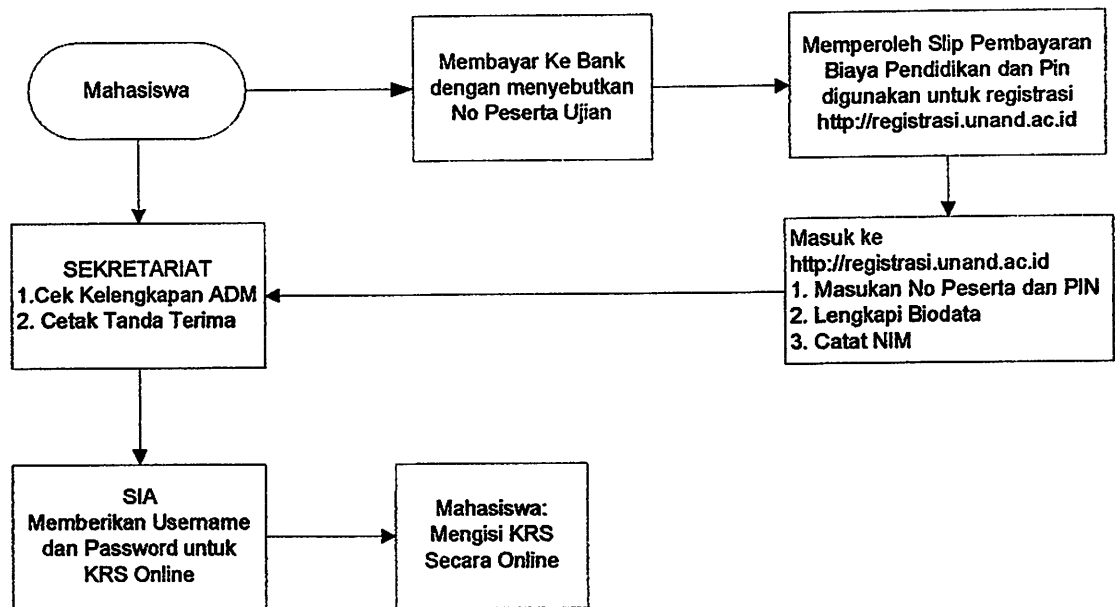 Mahasiswa
Membayar Ke Bank
dengan menyebutkan
No Peserta Ujian
Memperoleh Slip Pembayaran
Biaya Pendidikan dan Pin
digunakan untuk registrasi
http://registrasi.unand.ac.id
SEKRETARIAT
1.Cek Kelengkapan ADM
2. Cetak Tanda Terima
Masuk ke
http://registrasi.unand.ac.id
1. Masukan No Peserta dan PIN
2. Lengkapi Biodata
3. Catat NIM
SIA
Memberikan Username
dan Password untuk
KRS Online
Mahasiswa:
Mengisi KRS
Secara Online